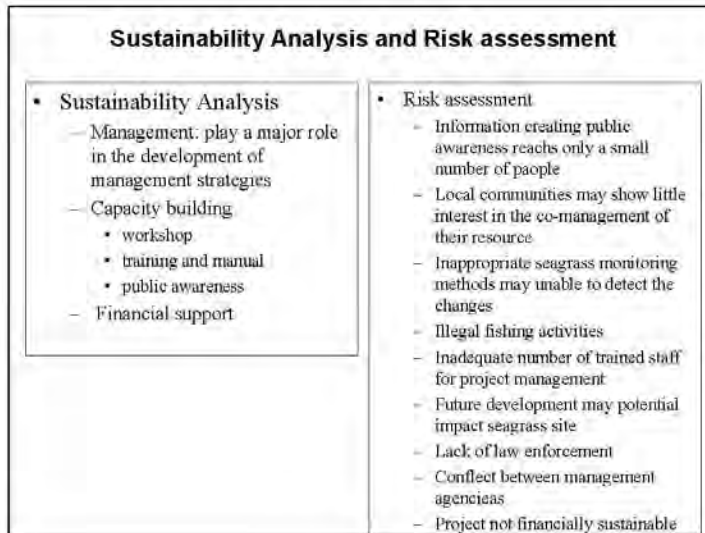 Sustainability Analysis and Risk assessment
• Sustainability Analysis
– Management: play a major role
in the development of
management strategies
– Capacity building
• workshop
• training and manual
• public awareness
– Financial support
• Risk assessment
– Information creating public
awareness reachs only a small
number of paople
– Local communities may show little
interest in the co-management of
their resource
– Inappropriate seagrass monitoring
methods may unable to detect the
changes
– Illegal fishing activities
– Inadequate number of trained staff
for project management
– Future development may potential
impact seagrass site
– Lack of law enforcement
– Conflect between management
agencieas
– Project not financially sustainable